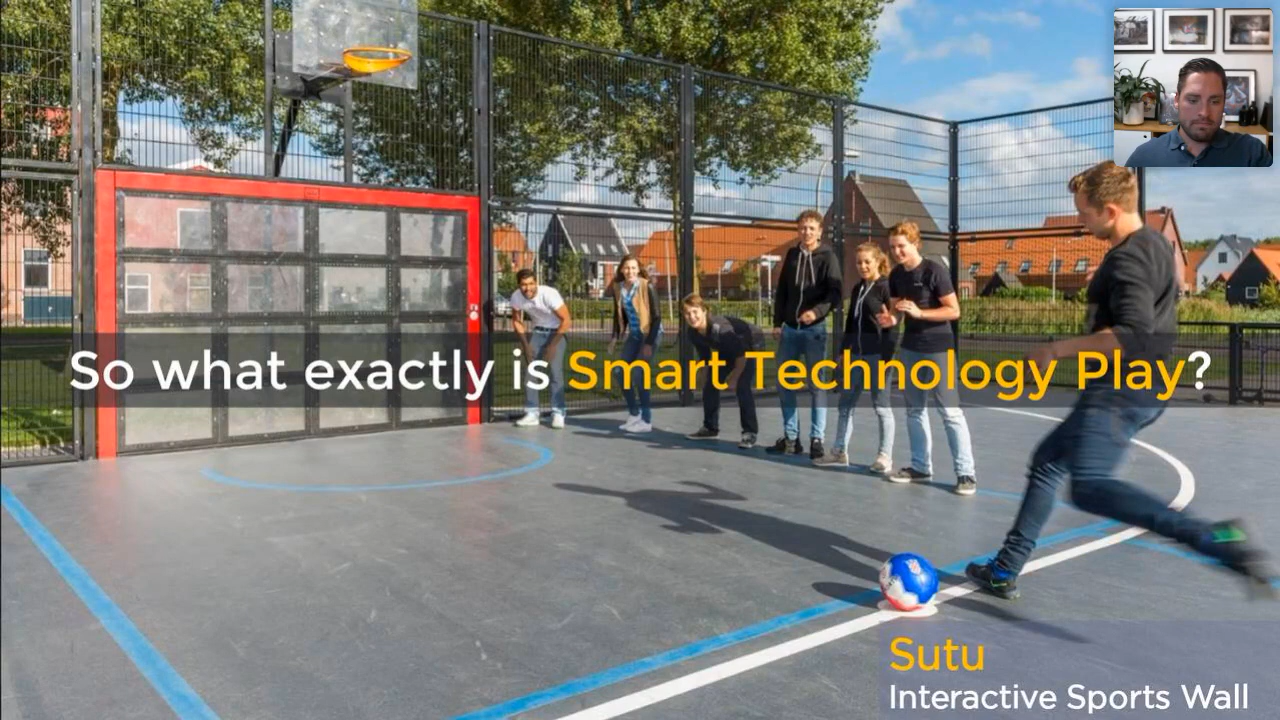 So what exactly is Smart Technology Play?
Sutu
Interactive Sports Wall